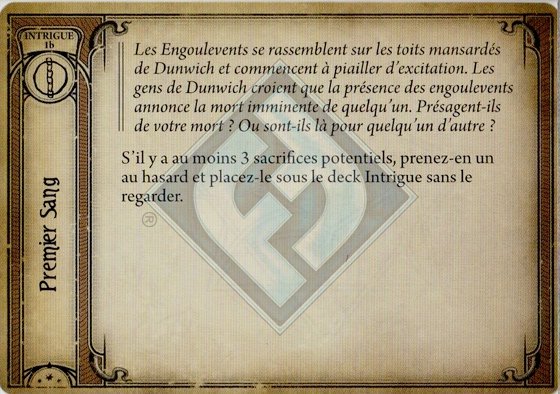 INTRIGUE
1b
Premier Sang
Les Engoulevents se rassemblent sur les toits mansardés
de Dunwich et commencent à piailler d'excitation. Les
gens de Dunwich croient que la présence des engoulevents
annonce la mort imminente de quelqu'un. Présagent-ils
de votre mort ? Ou sont-ils là pour quelqu'un d'autre ?
S'il y a au moins 3 sacrifices potentiels, prenez-en un
au hasard et placez-le sous le deck Intrigue sans le
regarder.
®